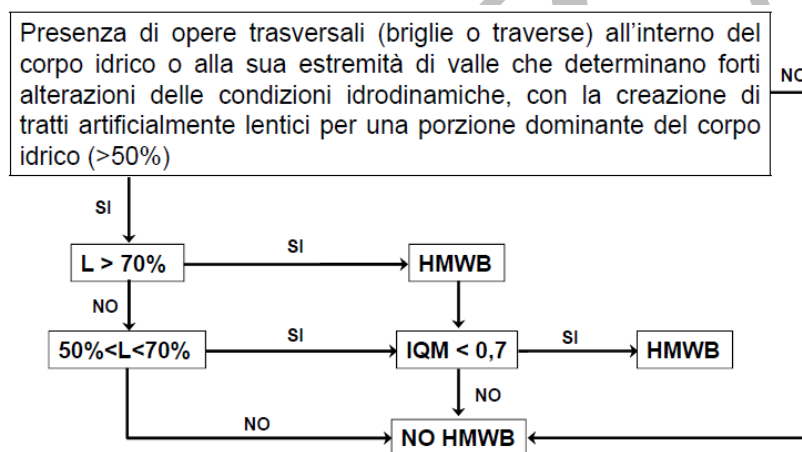 Presenza di opere trasversali (briglie o traverse) all'interno del
corpo idrico o alla sua estremità di valle che determinano forti
alterazioni delle condizioni idrodinamiche, con la creazione di
tratti artificialmente lentici per una porzione dominante del corpo
idrico (>50%)
NO
SI
L > 70%
SI
HMWB
NO
50%<L<70%
SI
IQM < 0,7
SI
HMWB
NO
NO
NO HMWB